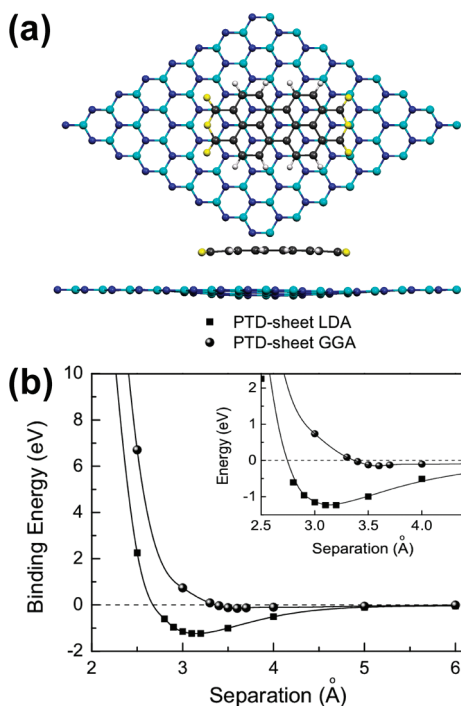 (a)
PTD-sheet LDA
PTD-sheet GGA
(b)
Binding Energy (eV)
10
8
6
4
2
0
-2
2
3
4
5
6
Separation (Å)
Energy (eV)
2
1
0
-1
2.5
3.0
3.5
4.0
Separation (Å)